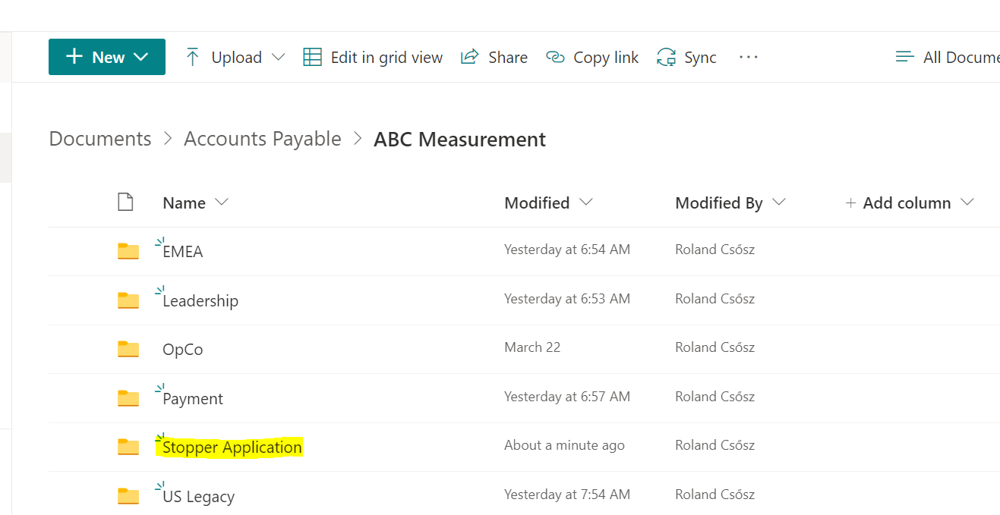 New Upload Edit in grid view Share Copy link Sync ··· All
Documents > Accounts Payable > ABC Measurement
Name Modified Modified By + Add column
EMEA Yesterday at 6:54 AM Roland Csősz
Leadership Yesterday at 6:53 AM Roland Csősz
OpCo March 22 Roland Csősz
Payment Yesterday at 6:57 AM Roland Csősz
Stopper Application About a minute ago Roland Csősz
US Legacy Yesterday at 7:54 AM Roland Csősz